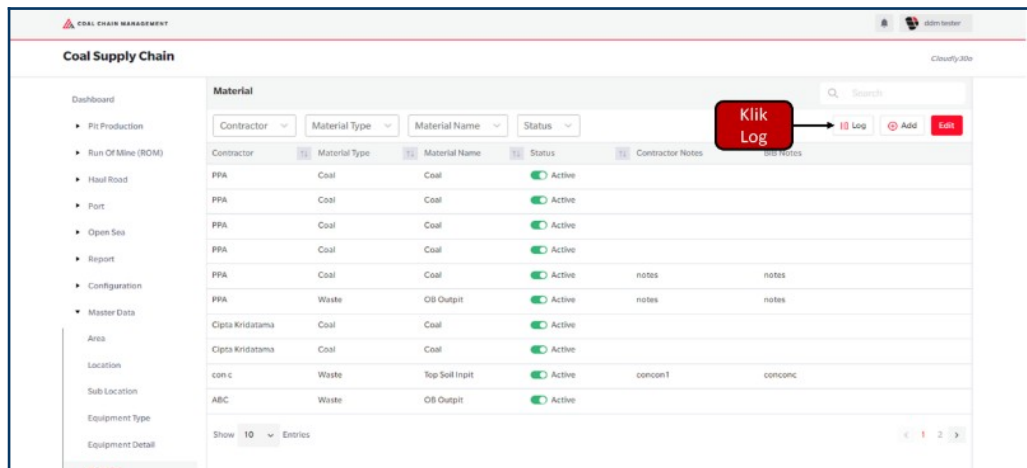 COAL CHAIN MANAGEMENT
ddm tester
Coal Supply Chain
Cloudfly30o
Dashboard
Pit Production
Run Of Mine (ROM)
Haul Road
Port
Open Sea
Report
Configuration
Master Data
Area
Location
Sub Location
Equipment Type
Equipment Detail
Material
Search
Contractor
Material Type
Material Name
Status
Klik
Log
Log
Add
Edit
Contractor Material Type Material Name Status Contractor Notes BIB Notes
PPA Coal Coal Active
PPA Coal Coal Active
PPA Coal Coal Active
PPA Coal Coal Active
PPA Coal Coal Active notes notes
PPA Waste OB Outpit Active notes notes
Cipta Kridatama Coal Coal Active
Cipta Kridatama Coal Coal Active
con c Waste Top Soil Inpit Active concon1 conconc
ABC Waste OB Outpit Active
Show 10 Entries
1 2